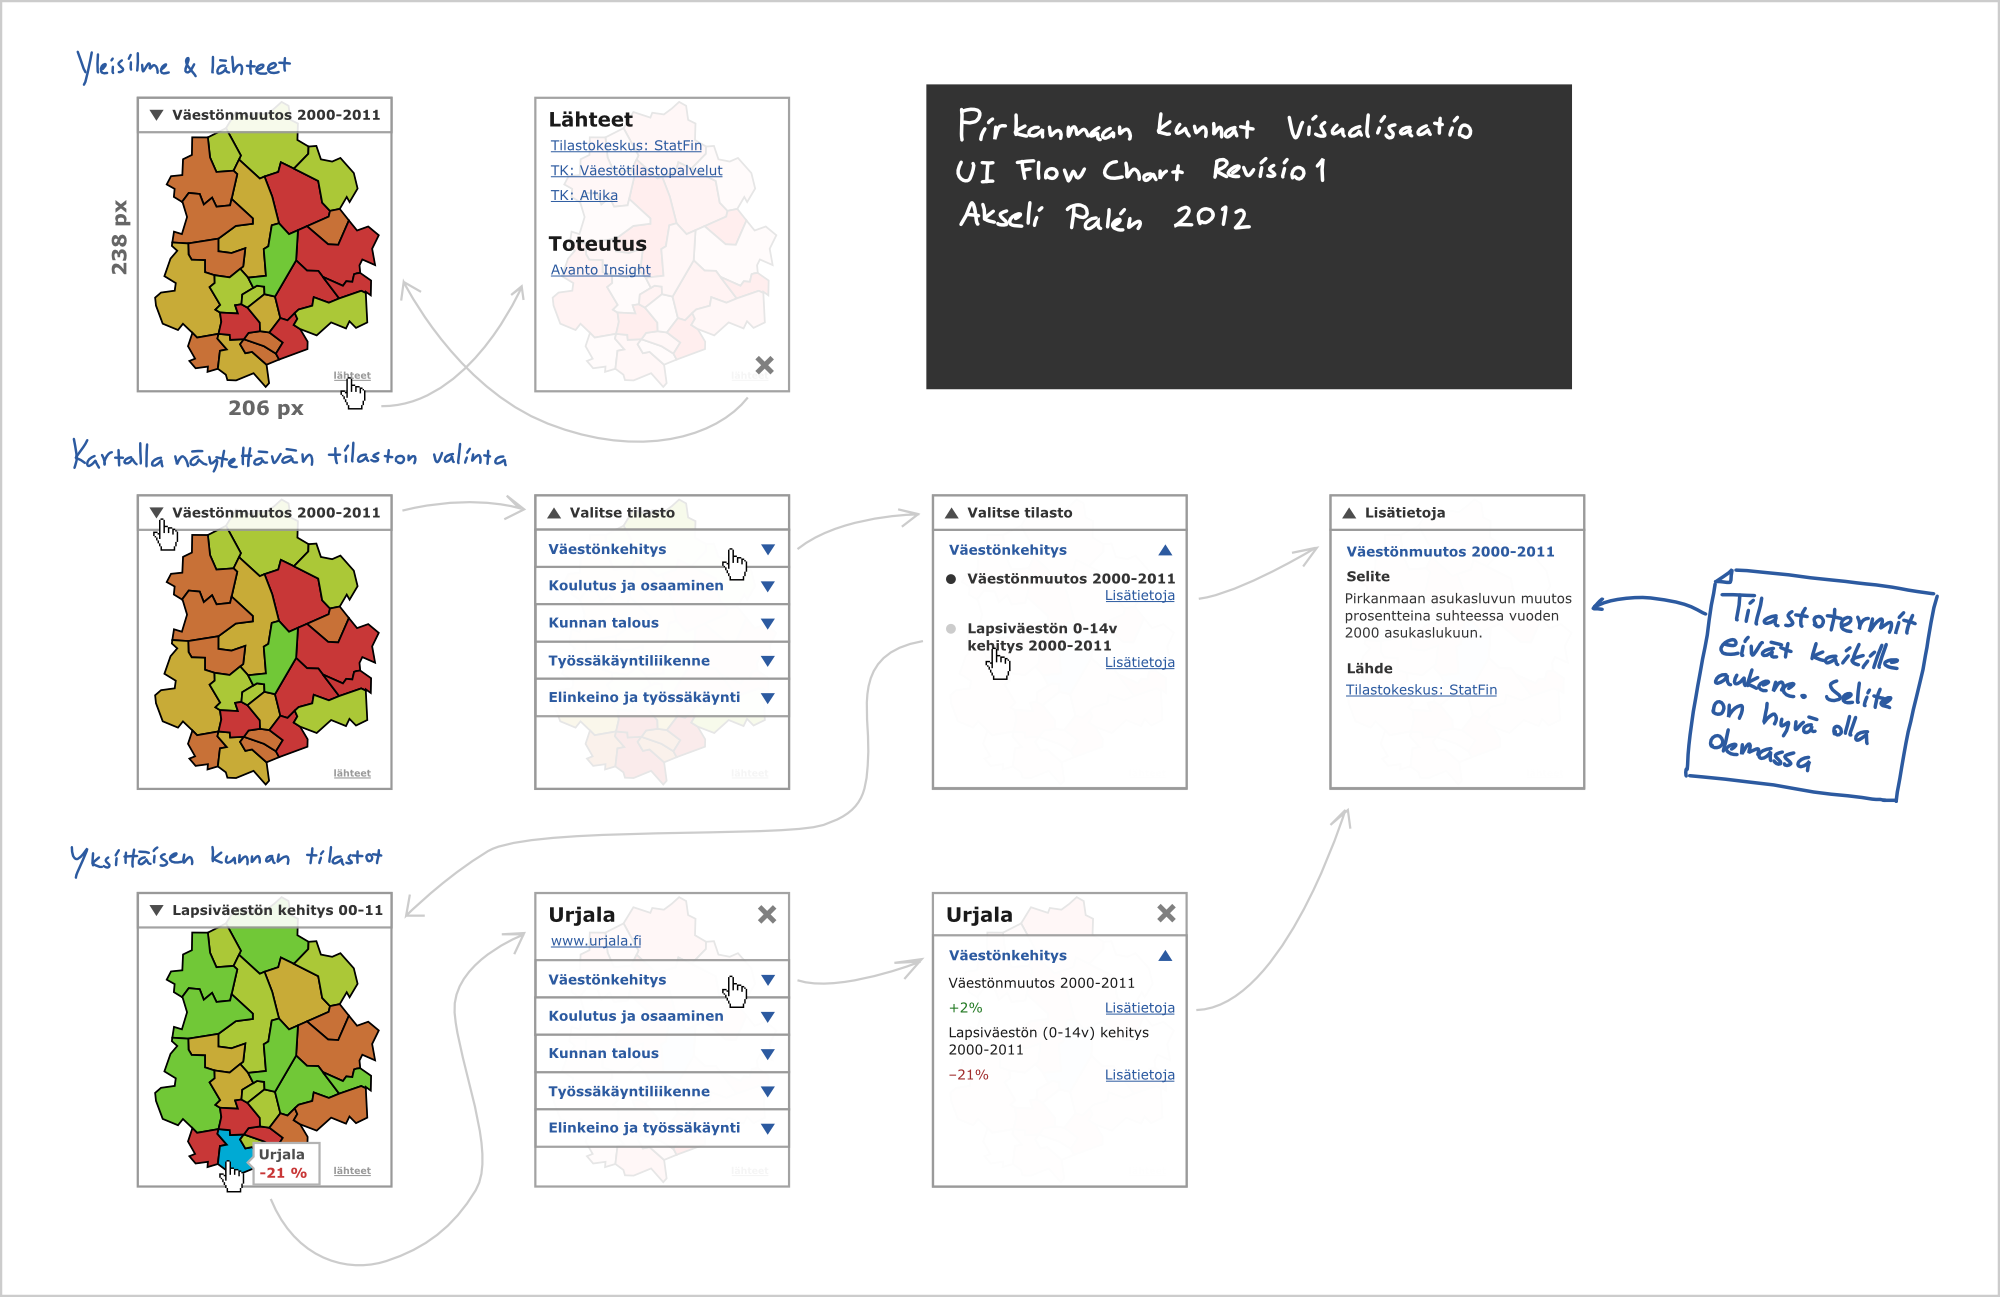 Yleisilme & lähteet
Väestönmuutos 2000-2011
238 px
206 px
lähteet
Lähteet
Tilastokeskus: StatFin
TK: Väestötilastopalvelut
TK: Altika
Toteutus
Avanto Insight
lähteet
Pirkanmaan kunnat visualisaatio
UI Flow Chart Revisio 1
Akseli Palén 2012
Kartalla näytettävän tilaston valinta
Väestönmuutos 2000-2011
lähteet
Valitse tilasto
Väestönkehitys
Koulutus ja osaaminen
Kunnan talous
Työssäkäyntiliikenne
Elinkeino ja työssäkäynti
lähteet
Valitse tilasto
Väestönkehitys
Väestönmuutos 2000-2011
Lisätietoja
Lapsiväestön 0-14v
kehitys 2000-2011
Lisätietoja
Lisätietoja
Väestönmuutos 2000-2011
Selite
Pirkanmaan asukasluvun muutos
prosentteina suhteessa vuoden
2000 asukaslukuun.
Lähde
Tilastokeskus: StatFin
Tilastotermit
eivät kaikille
aukene. Selite
on hyvä olla
olemassa
Yksittäisen kunnan tilastot
Lapsiväestön kehitys 00-11
Urjala
-21 %
lähteet
Urjala
www.urjala.fi
Väestönkehitys
Koulutus ja osaaminen
Kunnan talous
Työssäkäyntiliikenne
Elinkeino ja työssäkäynti
lähteet
Urjala
Väestönkehitys
Väestönmuutos 2000-2011
+2% Lisätietoja
Lapsiväestön (0-14v) kehitys
2000-2011
–21% Lisätietoja